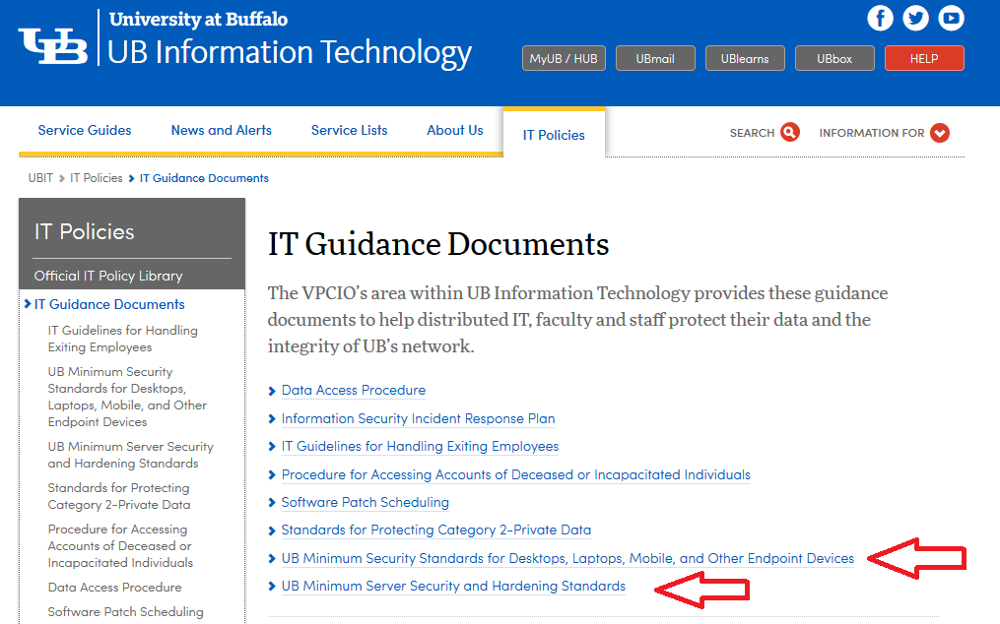 University at Buffalo
UB Information Technology
MyUB / HUB
UBmail
UBlearns
UBbox
HELP
Service Guides
News and Alerts
Service Lists
About Us
IT Policies
SEARCH
INFORMATION FOR
UBIT > IT Policies > IT Guidance Documents
IT Policies
Official IT Policy Library
IT Guidance Documents
IT Guidelines for Handling
Exiting Employees
UB Minimum Security
Standards for Desktops,
Laptops, Mobile, and Other
Endpoint Devices
UB Minimum Server Security
and Hardening Standards
Standards for Protecting
Category 2-Private Data
Procedure for Accessing
Accounts of Deceased or
Incapacitated Individuals
Data Access Procedure
Software Patch Scheduling
IT Guidance Documents
The VPCIO’s area within UB Information Technology provides these guidance
documents to help distributed IT, faculty and staff protect their data and the
integrity of UB’s network.
Data Access Procedure
Information Security Incident Response Plan
IT Guidelines for Handling Exiting Employees
Procedure for Accessing Accounts of Deceased or Incapacitated Individuals
Software Patch Scheduling
Standards for Protecting Category 2-Private Data
UB Minimum Security Standards for Desktops, Laptops, Mobile, and Other Endpoint Devices
UB Minimum Server Security and Hardening Standards